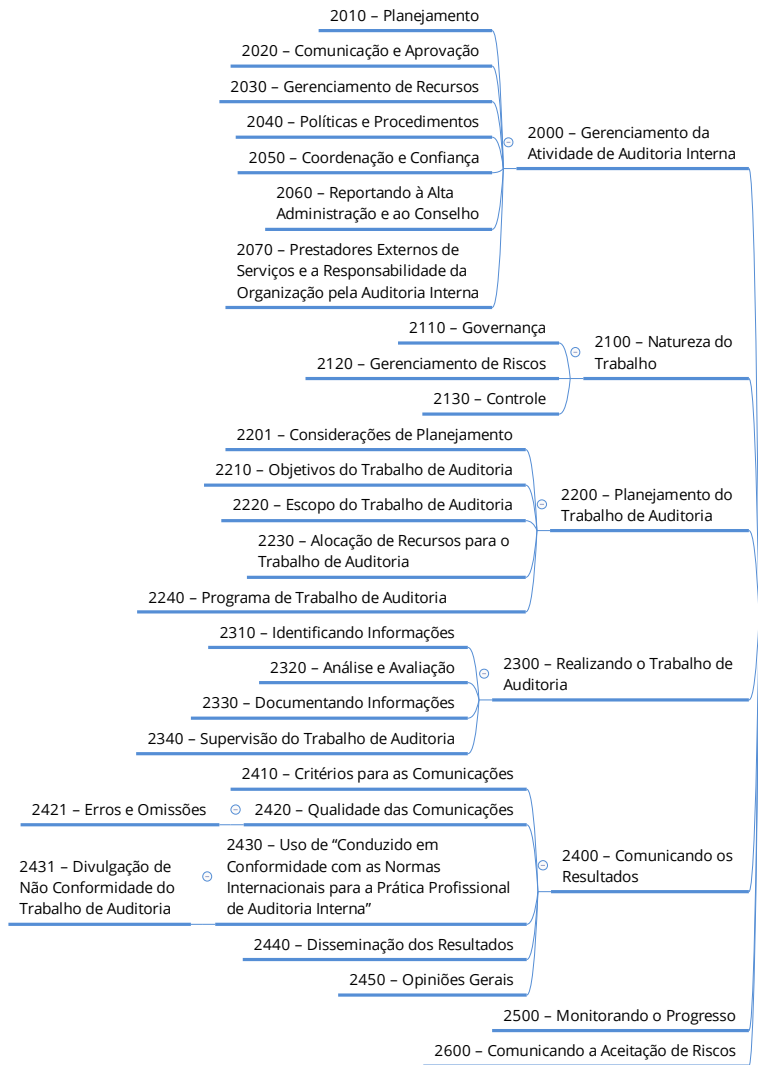 2010 – Planejamento
2020 – Comunicação e Aprovação
2030 – Gerenciamento de Recursos
2040 – Políticas e Procedimentos
2050 – Coordenação e Confiança
2060 – Reportando à Alta
Administração e ao Conselho
2070 – Prestadores Externos de
Serviços e a Responsabilidade da
Organização pela Auditoria Interna
2000 – Gerenciamento da
Atividade de Auditoria Interna
2110 – Governança
2120 – Gerenciamento de Riscos
2130 – Controle
2100 – Natureza do
Trabalho
2201 – Considerações de Planejamento
2210 – Objetivos do Trabalho de Auditoria
2220 – Escopo do Trabalho de Auditoria
2230 – Alocação de Recursos para o
Trabalho de Auditoria
2240 – Programa de Trabalho de Auditoria
2200 – Planejamento do
Trabalho de Auditoria
2310 – Identificando Informações
2320 – Análise e Avaliação
2330 – Documentando Informações
2340 – Supervisão do Trabalho de Auditoria
2300 – Realizando o Trabalho de
Auditoria
2410 – Critérios para as Comunicações
2421 – Erros e Omissões
2420 – Qualidade das Comunicações
2431 – Divulgação de
Não Conformidade do
Trabalho de Auditoria
2430 – Uso de “Conduzido em
Conformidade com as Normas
Internacionais para a Prática Profissional
de Auditoria Interna”
2440 – Disseminação dos Resultados
2450 – Opiniões Gerais
2400 – Comunicando os
Resultados
2500 – Monitorando o Progresso
2600 – Comunicando a Aceitação de Riscos